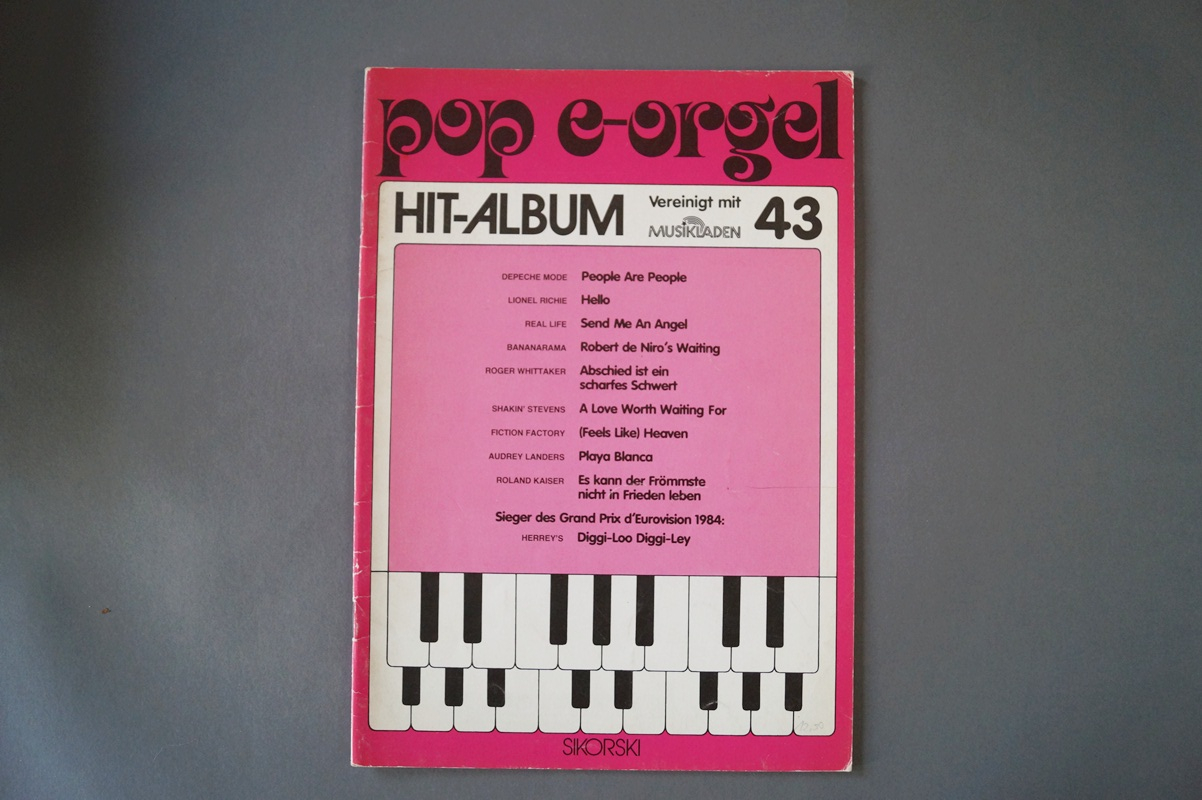 pop e-orgel
HIT-ALBUM Vereinigt mit MUSIKLADEN 43
DEPECHE MODE People Are People
LIONEL RICHIE Hello
REAL LIFE Send Me An Angel
BANANARAMA Robert de Niro's Waiting
ROGER WHITTAKER Abschied ist ein
scharfes Schwert
SHAKIN' STEVENS A Love Worth Waiting For
FICTION FACTORY (Feels Like) Heaven
AUDREY LANDERS Playa Blanca
ROLAND KAISER Es kann der Frömmste
nicht in Frieden leben
Sieger des Grand Prix d'Eurovision 1984:
HERREY'S Diggi-Loo Diggi-Ley
SIKORSKI